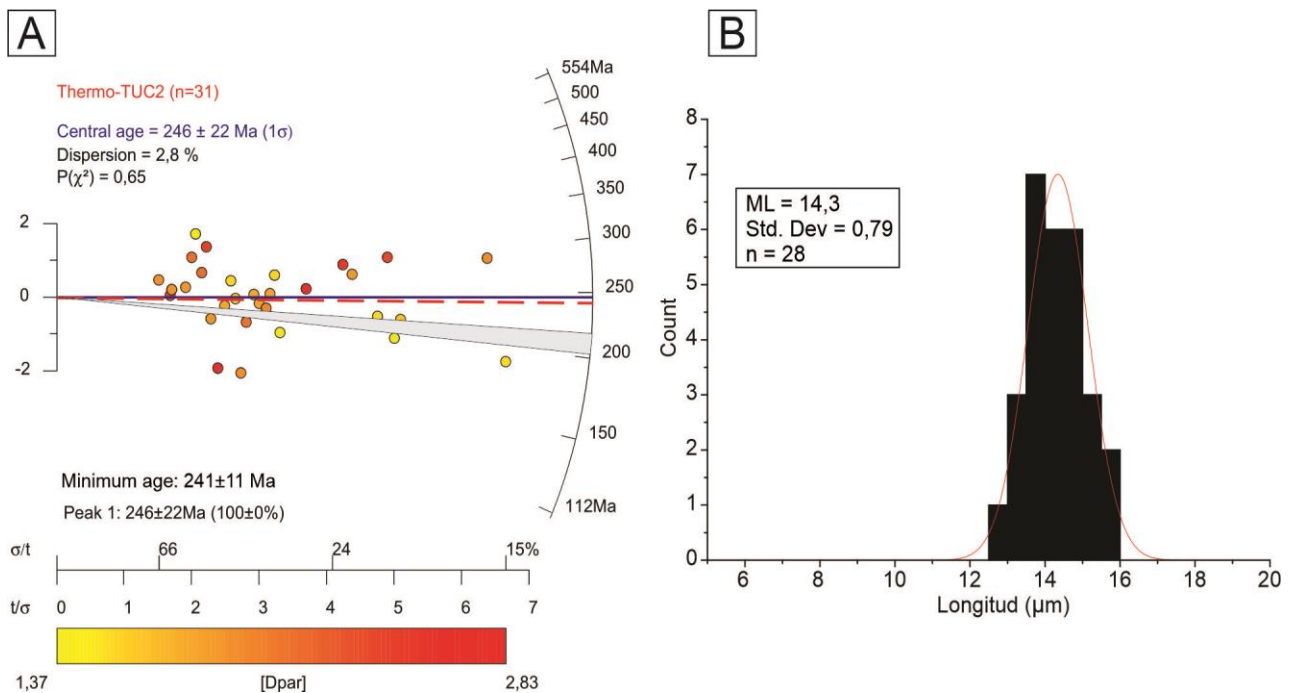 A
Thermo-TUC2 (n=31)
Central age = 246 ± 22 Ma (1σ)
Dispersion = 2,8 %
P(χ²) = 0,65
2
0
-2
554Ma
500
450
400
350
300
250
200
150
112Ma
Minimum age: 241±11 Ma
Peak 1: 246±22Ma (100±0%)
σ/t 66 24 15%
t/σ 0 1 2 3 4 5 6 7
1,37 [Dpar] 2,83
B
8
7
6
5
4
3
2
1
0
Count
ML = 14,3
Std. Dev = 0,79
n = 28
6 8 10 12 14 16 18 20
Longitud (µm)